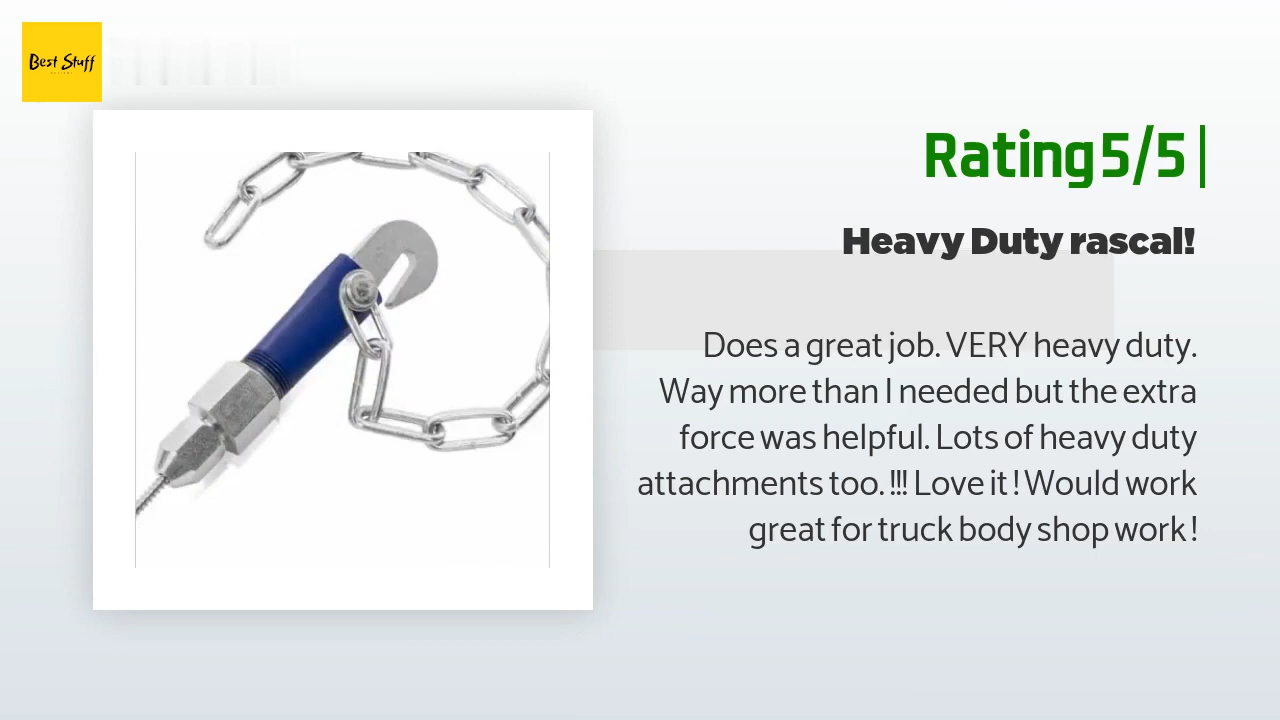 Best Stuff
Rating 5/5
Heavy Duty rascal!
Does a great job. VERY heavy duty.
Way more than I needed but the extra
force was helpful. Lots of heavy duty
attachments too. !!! Love it ! Would work
great for truck body shop work !